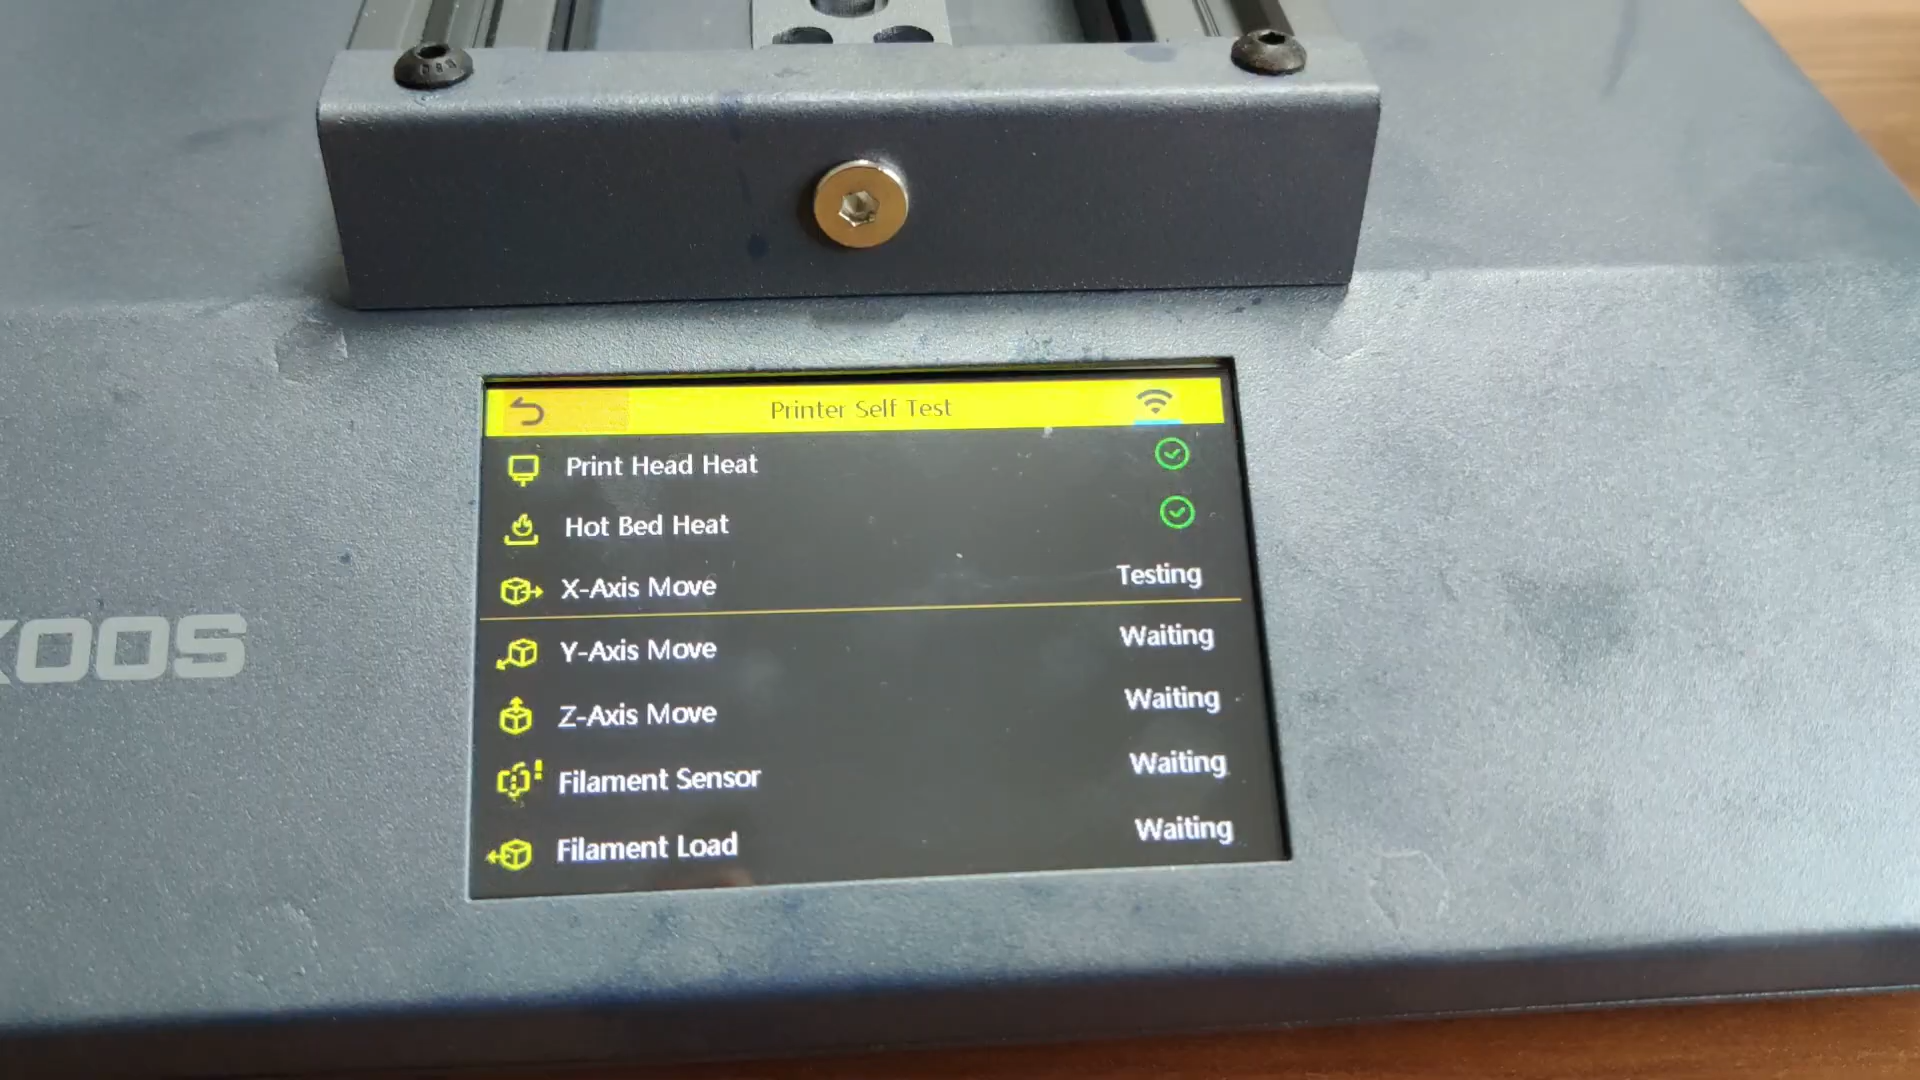 Printer Self Test
Print Head Heat
Hot Bed Heat
X-Axis Move Testing
Y-Axis Move Waiting
Z-Axis Move Waiting
Filament Sensor Waiting
Filament Load Waiting